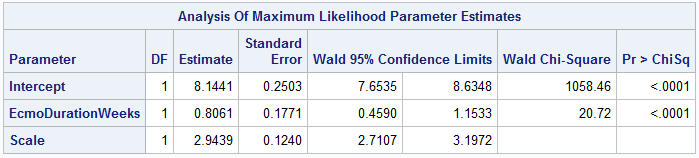 Analysis Of Maximum Likelihood Parameter Estimates
Parameter DF Estimate Standard Error Wald 95% Confidence Limits Wald Chi-Square Pr > ChiSq
Intercept 1 8.1441 0.2503 7.6535 8.6348 1058.46 <.0001
EcmoDurationWeeks 1 0.8061 0.1771 0.4590 1.1533 20.72 <.0001
Scale 1 2.9439 0.1240 2.7107 3.1972